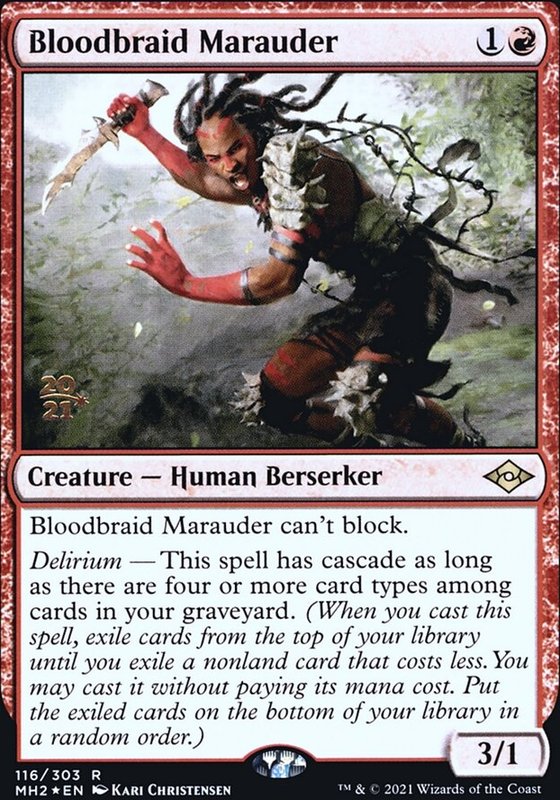 Bloodbraid Marauder 1
20
21
Creature — Human Berserker
Bloodbraid Marauder can't block.
Delirium — This spell has cascade as long
as there are four or more card types among
cards in your graveyard. (When you cast this
spell, exile cards from the top of your library
until you exile a nonland card that costs less. You
may cast it without paying its mana cost. Put
the exiled cards on the bottom of your library in
a random order.)
3/1
116/303 R
MH2 ★ EN Kari Christensen ™ & © 2021 Wizards of the Coast